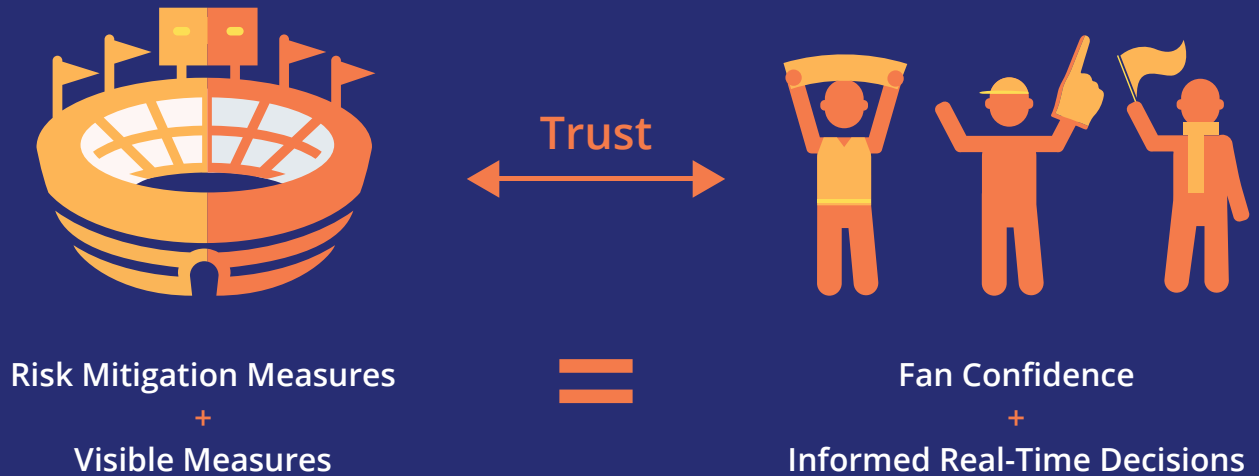 Trust
Risk Mitigation Measures
+
Visible Measures
=
Fan Confidence
+
Informed Real-Time Decisions